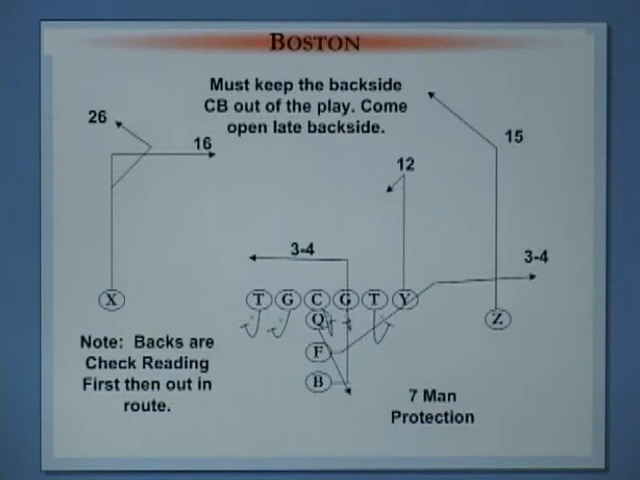 BOSTON
Must keep the backside
CB out of the play. Come
open late backside.
26
16
15
12
3-4
3-4
X
T G C G T Y
Q
Z
F
B
Note: Backs are
Check Reading
First then out in
route.
7 Man
Protection